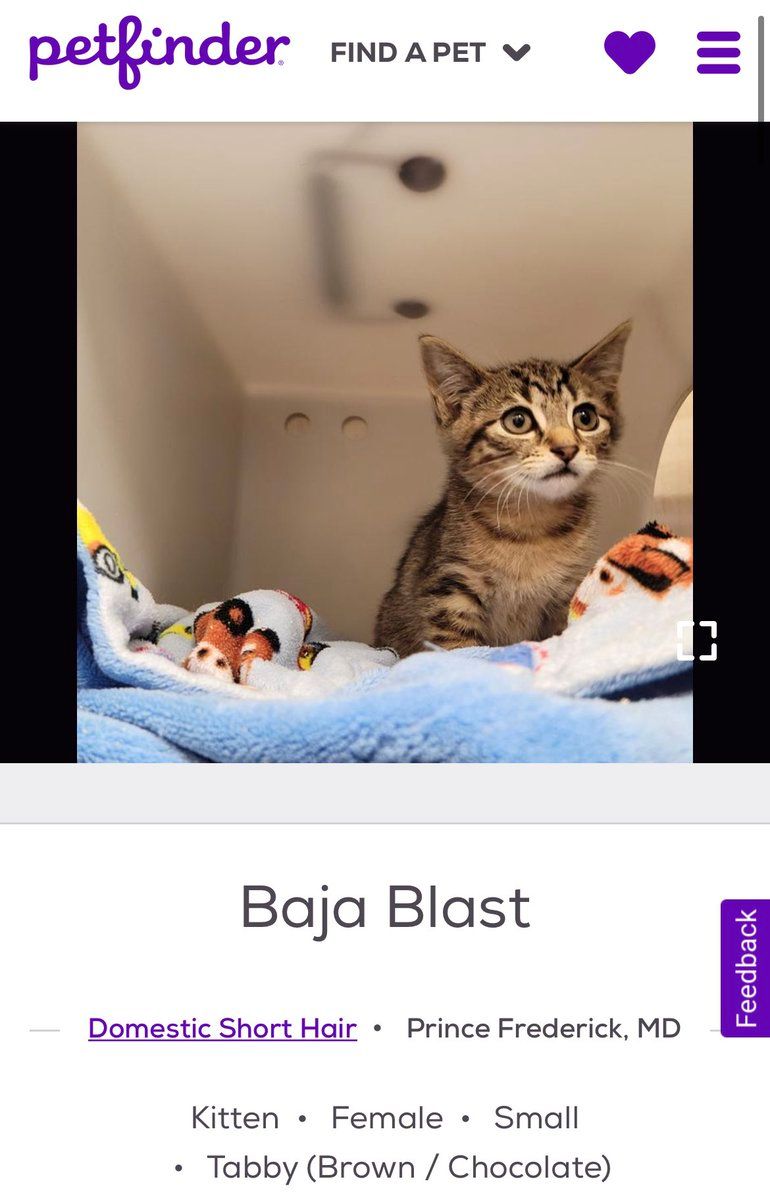 petfinder
FIND A PET
Baja Blast
Feedback
Domestic Short Hair • Prince Frederick, MD
Kitten • Female • Small
• Tabby (Brown / Chocolate)